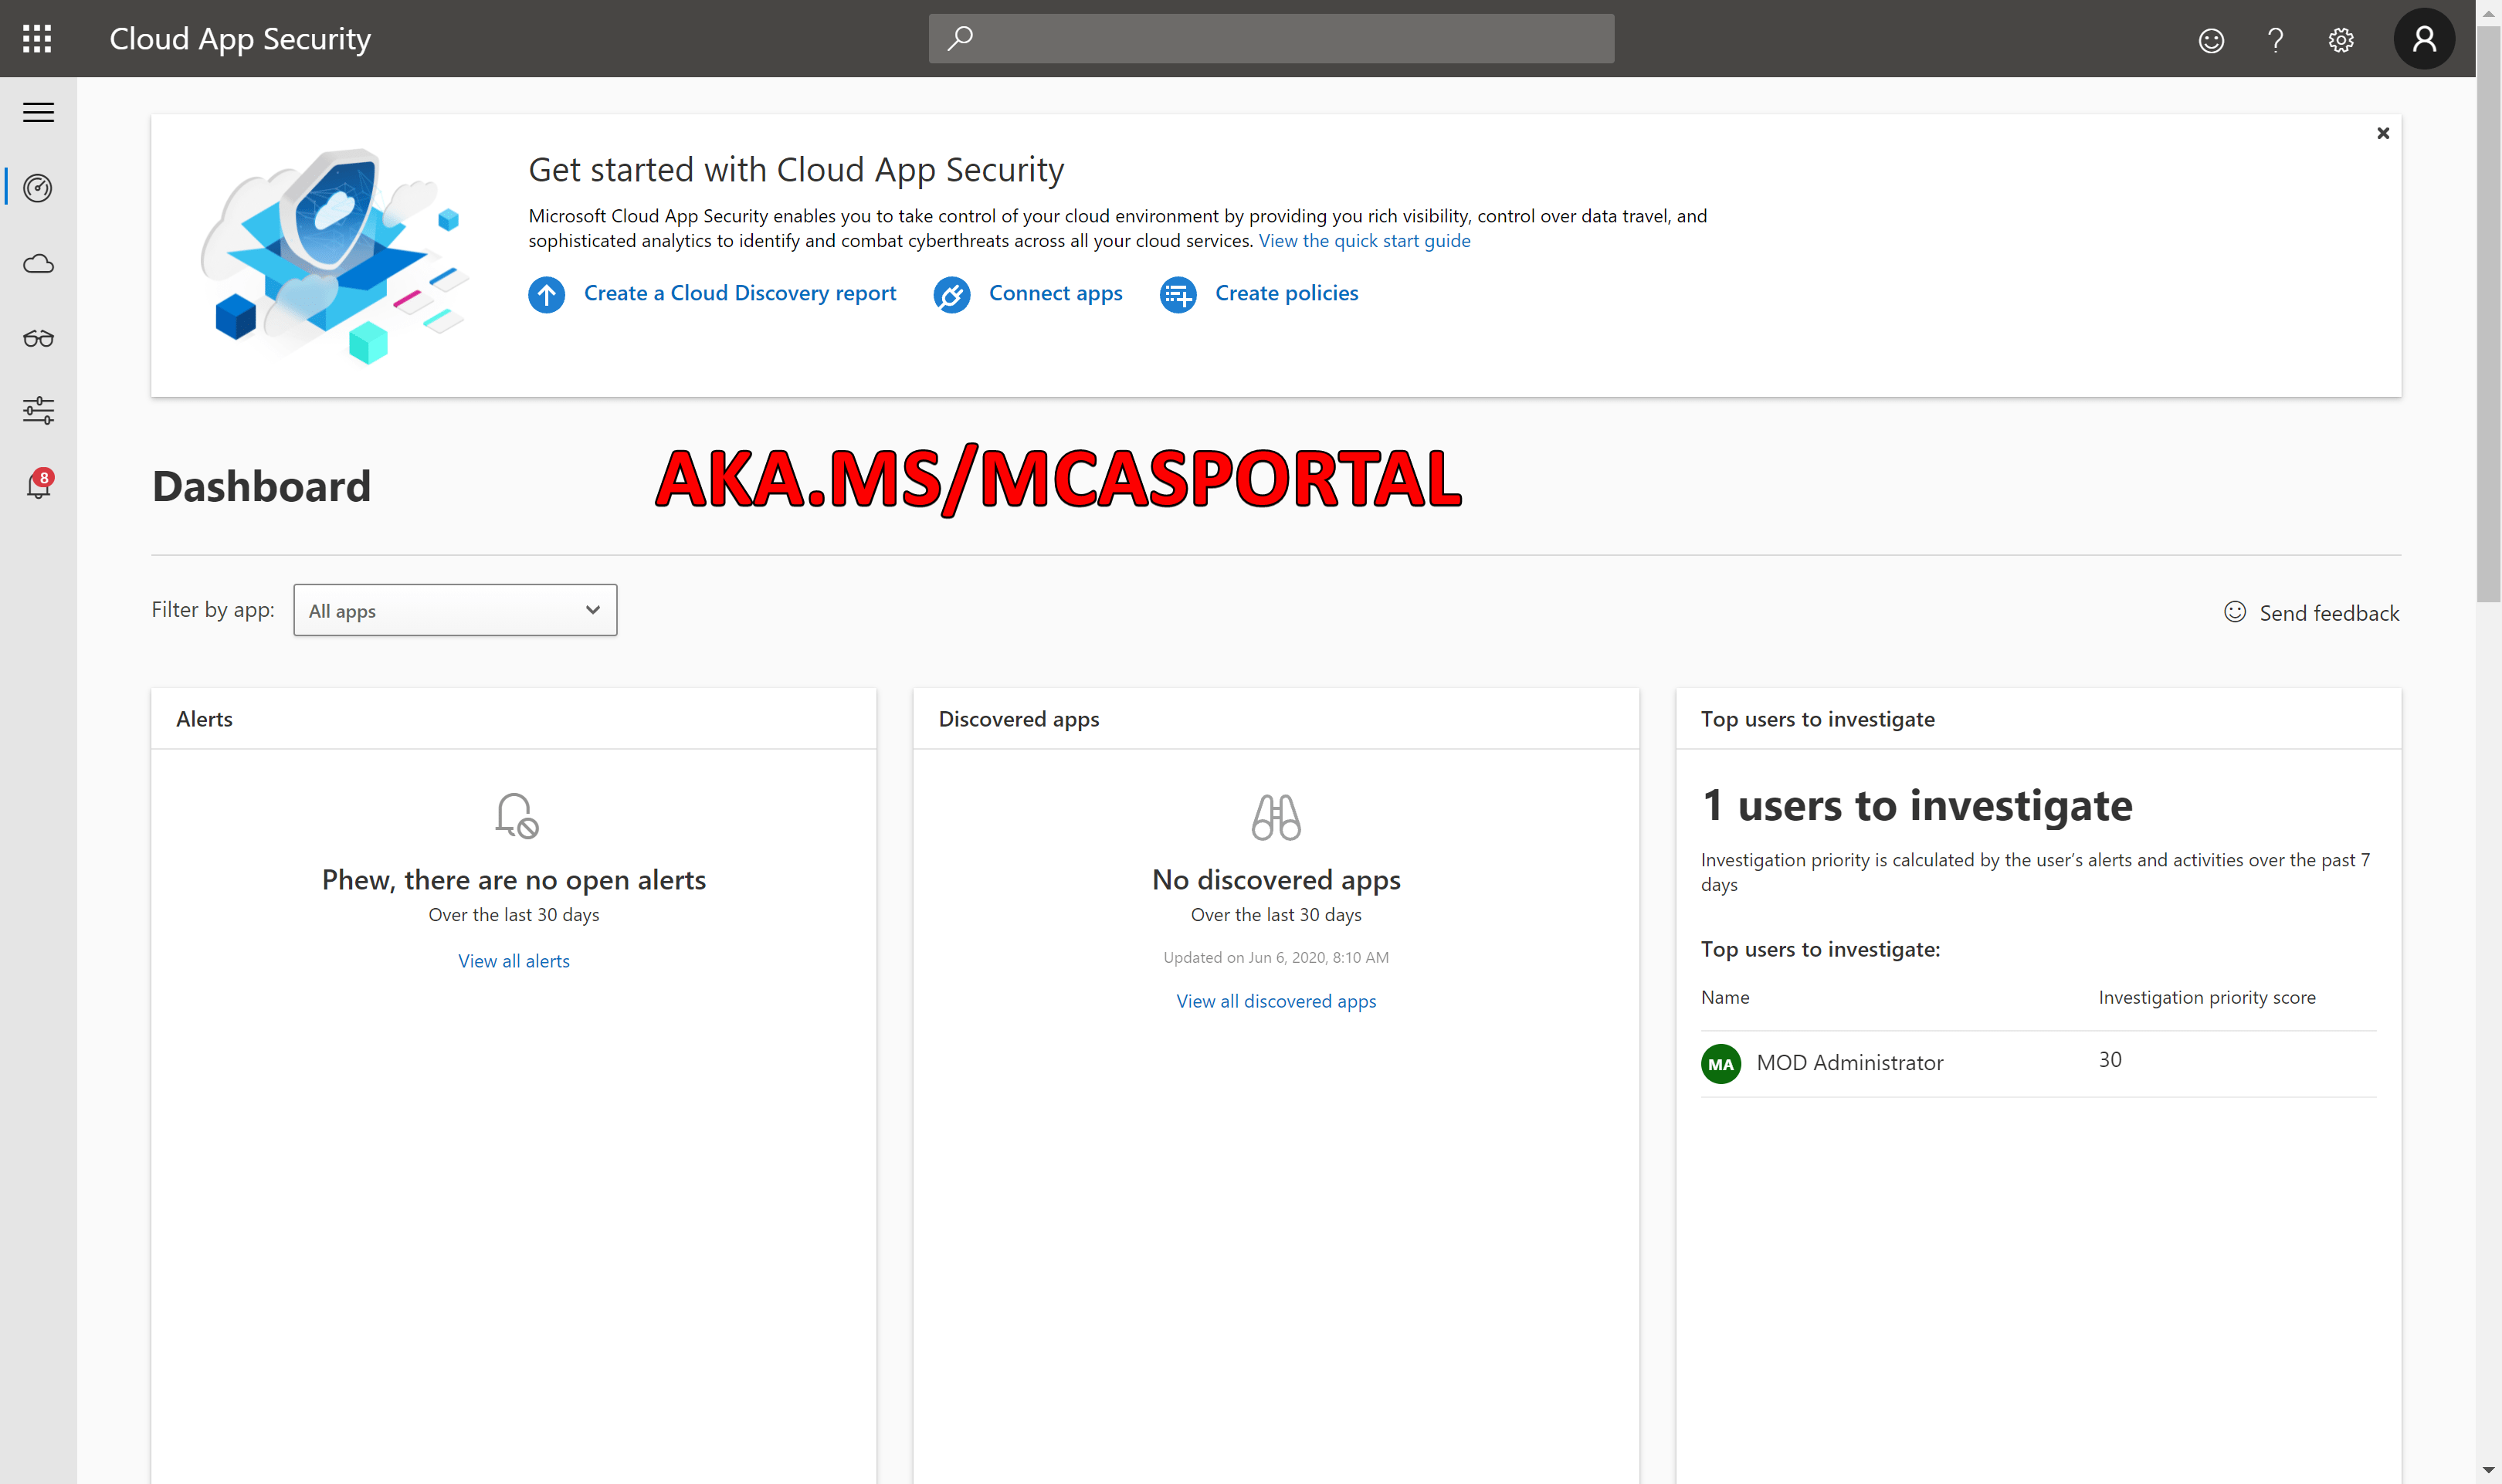 Cloud App Security
Get started with Cloud App Security
Microsoft Cloud App Security enables you to take control of your cloud environment by providing you rich visibility, control over data travel, and
sophisticated analytics to identify and combat cyberthreats across all your cloud services. View the quick start guide
Create a Cloud Discovery report
Connect apps
Create policies
8
Dashboard
AKA.MS/MCASPORTAL
Filter by app:
All apps
Send feedback
Alerts
Phew, there are no open alerts
Over the last 30 days
View all alerts
Discovered apps
No discovered apps
Over the last 30 days
Updated on Jun 6, 2020, 8:10 AM
View all discovered apps
Top users to investigate
1 users to investigate
Investigation priority is calculated by the user’s alerts and activities over the past 7
days
Top users to investigate:
Name
Investigation priority score
MA
MOD Administrator
30